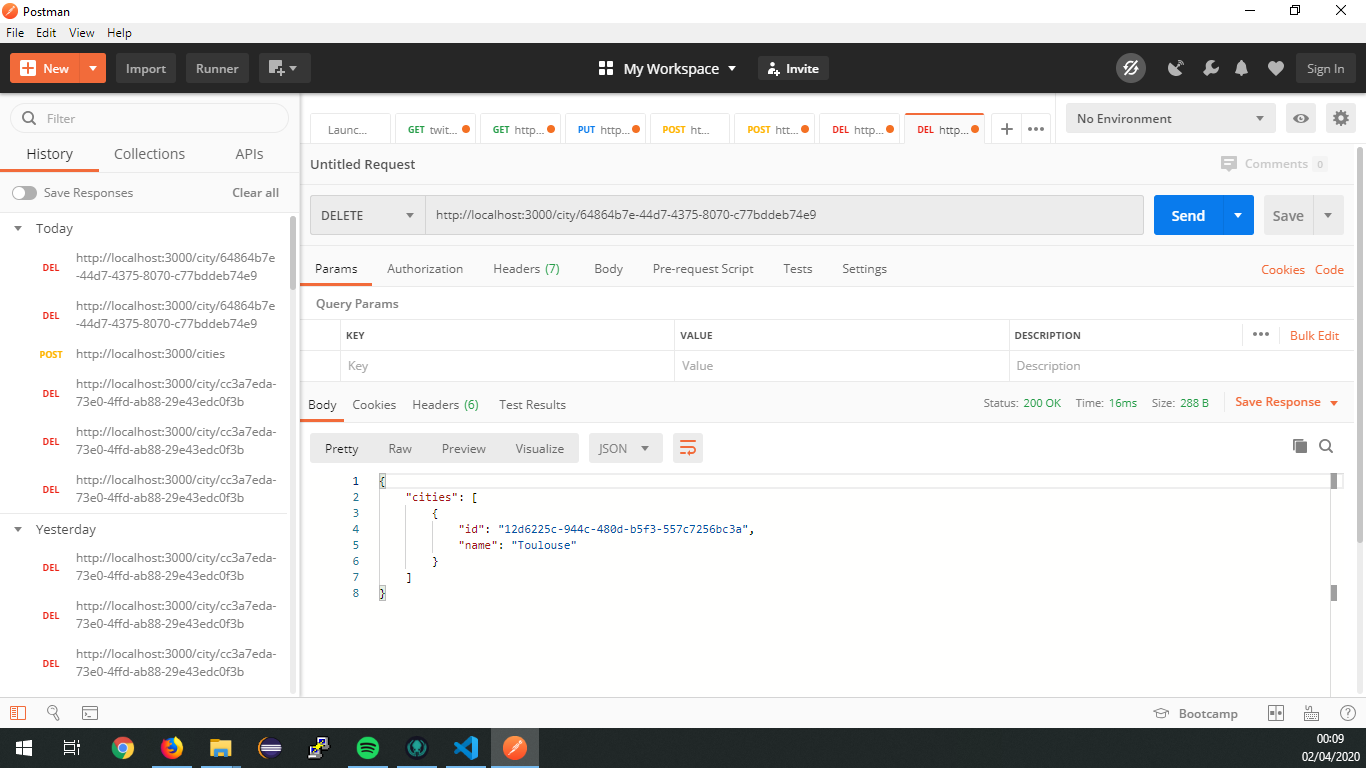 Postman
File Edit View Help
New Import Runner My Workspace Invite Sign In
Filter
History Collections APIs
Save Responses Clear all
Today
DEL http://localhost:3000/city/64864b7e
-44d7-4375-8070-c77bddeb74e9
DEL http://localhost:3000/city/64864b7e
-44d7-4375-8070-c77bddeb74e9
POST http://localhost:3000/cities
DEL http://localhost:3000/city/cc3a7eda-
73e0-4ffd-ab88-29e43edc0f3b
DEL http://localhost:3000/city/cc3a7eda-
73e0-4ffd-ab88-29e43edc0f3b
DEL http://localhost:3000/city/cc3a7eda-
73e0-4ffd-ab88-29e43edc0f3b
Yesterday
DEL http://localhost:3000/city/cc3a7eda-
73e0-4ffd-ab88-29e43edc0f3b
DEL http://localhost:3000/city/cc3a7eda-
73e0-4ffd-ab88-29e43edc0f3b
DEL http://localhost:3000/city/cc3a7eda-
73e0-4ffd-ab88-29e43edc0f3b
Launc... GET twit... GET http... PUT http... POST ht... POST htt... DEL http... DEL http... No Environment
Untitled Request Comments 0
DELETE http://localhost:3000/city/64864b7e-44d7-4375-8070-c77bddeb74e9 Send Save
Params Authorization Headers (7) Body Pre-request Script Tests Settings Cookies Code
Query Params
KEY VALUE DESCRIPTION Bulk Edit
Key Value Description
Body Cookies Headers (6) Test Results Status: 200 OK Time: 16ms Size: 288 B Save Response
Pretty Raw Preview Visualize JSON
1 {
2 "cities": [
3 {
4 "id": "12d6225c-944c-480d-b5f3-557c7256bc3a",
5 "name": "Toulouse"
6 }
7 ]
8 }
Bootcamp
00:09
02/04/2020